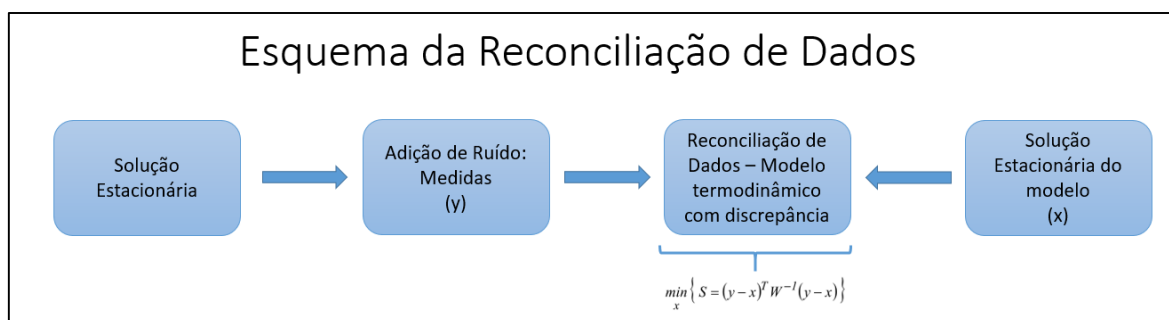 Esquema da Reconciliação de Dados
Solução
Estacionária
Adição de Ruído:
Medidas
(y)
Reconciliação de
Dados – Modelo
termodinâmico
com discrepância
Solução
Estacionária do
modelo
(x)
min { S = (y−x)^T W^-1 (y−x) }
x